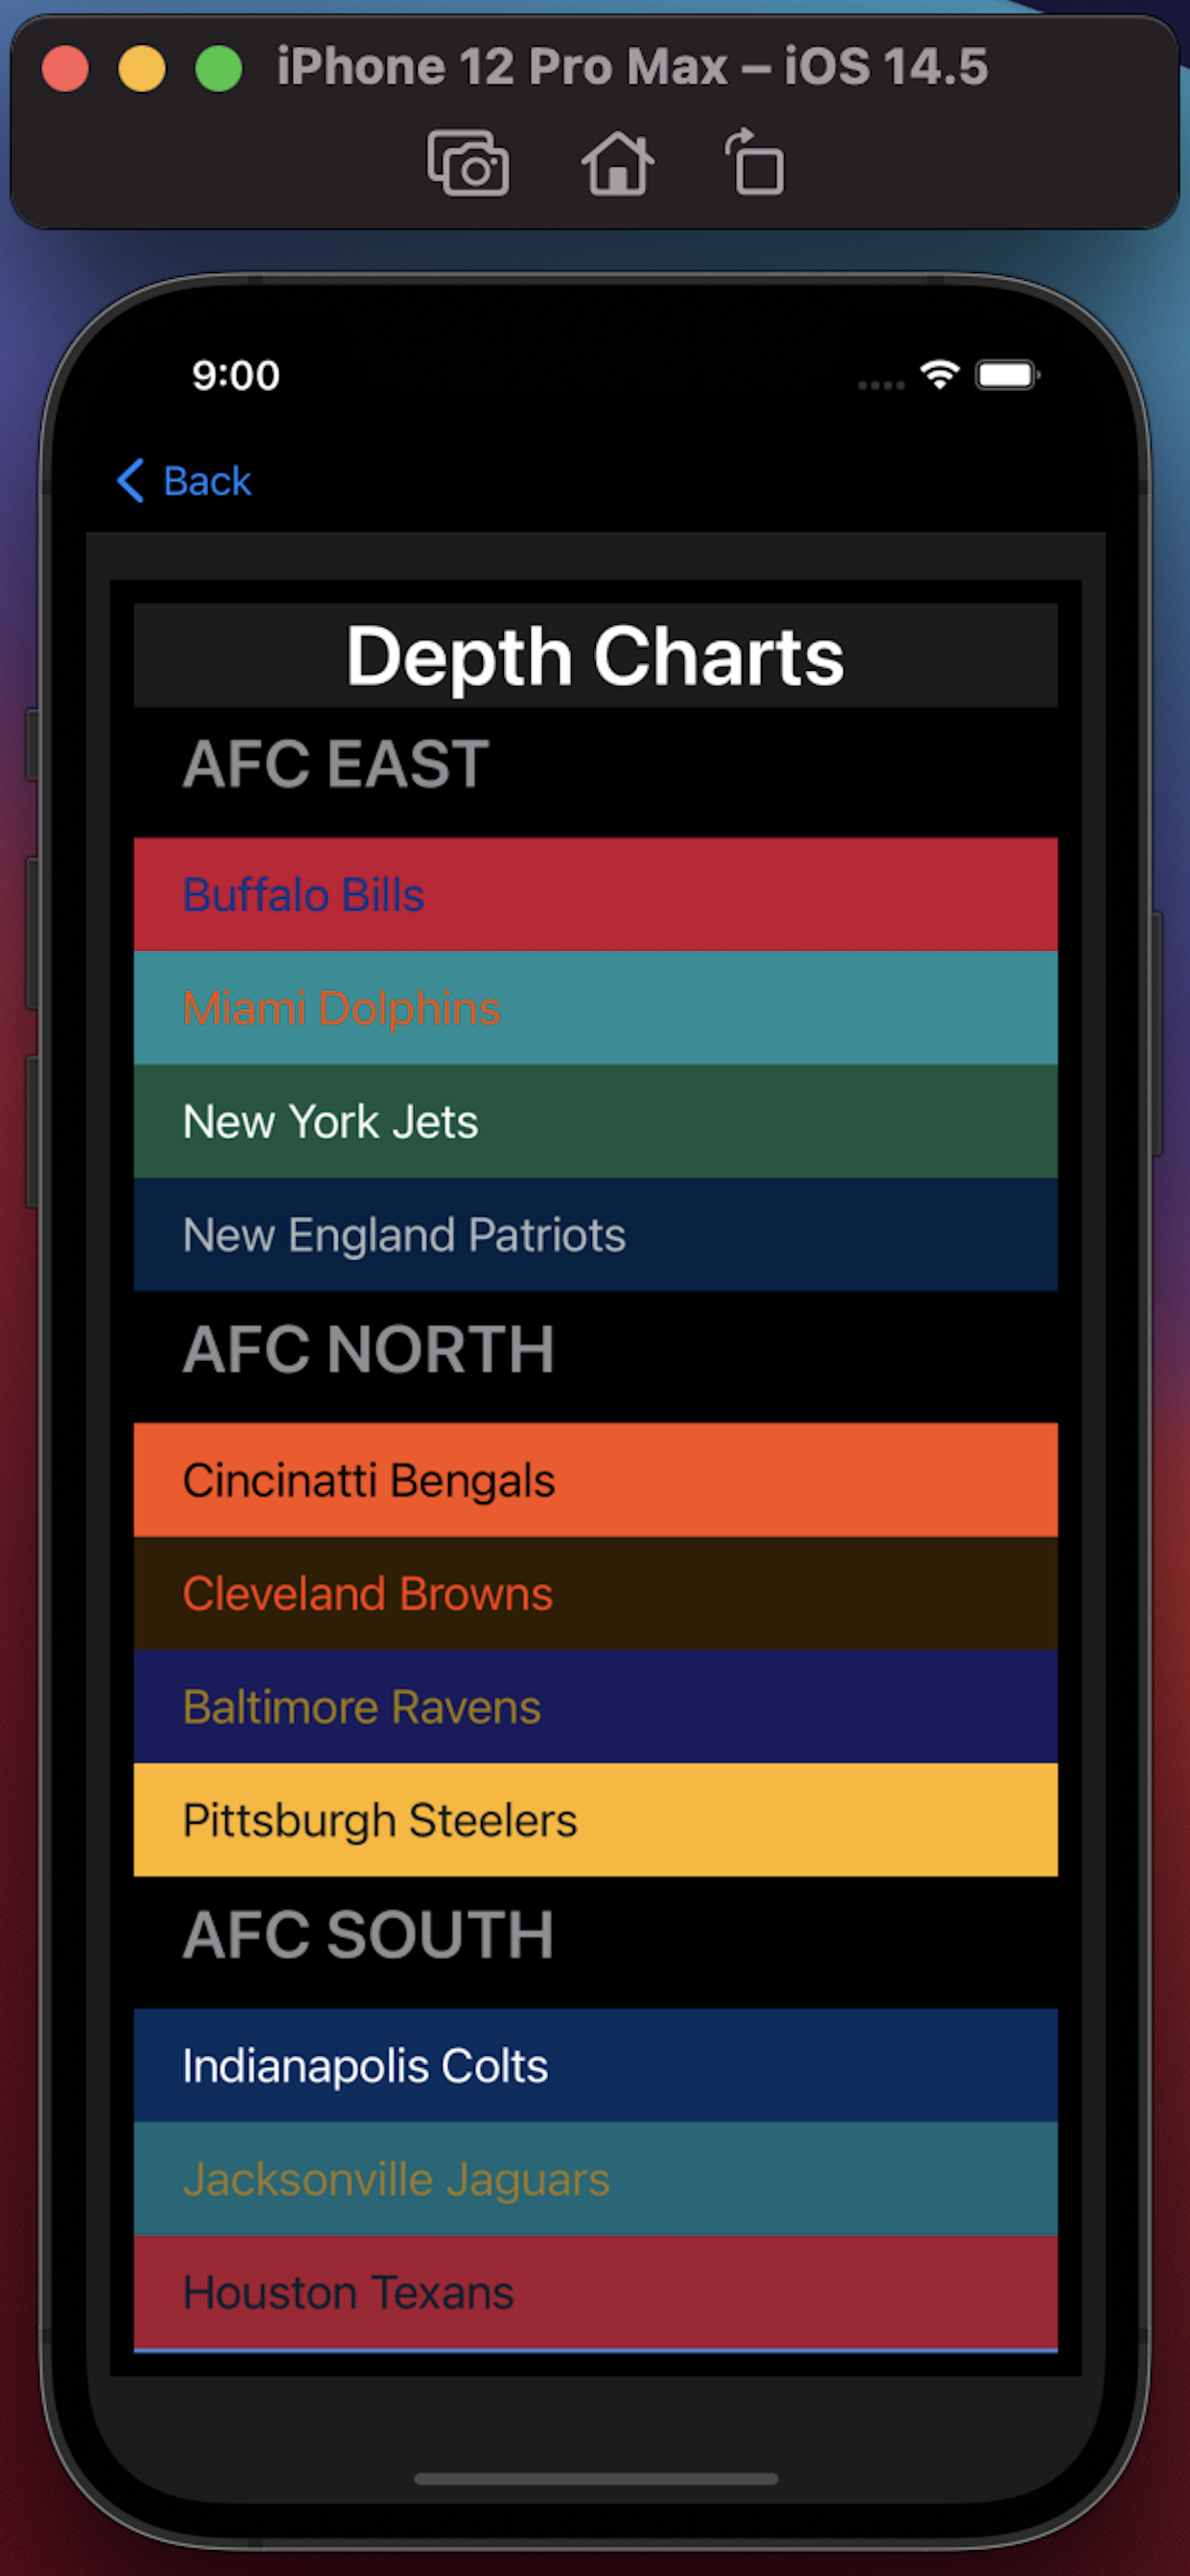 iPhone 12 Pro Max – iOS 14.5
9:00
Back
Depth Charts
AFC EAST
Buffalo Bills
Miami Dolphins
New York Jets
New England Patriots
AFC NORTH
Cincinatti Bengals
Cleveland Browns
Baltimore Ravens
Pittsburgh Steelers
AFC SOUTH
Indianapolis Colts
Jacksonville Jaguars
Houston Texans